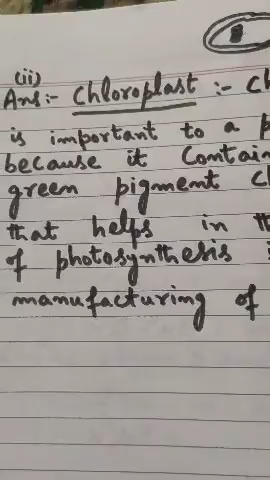 (ii)
Ans:- Chloroplast :- Ch
is important to a p
because it Contain
green pigment c
that helps in th
of photosynthesis
manufacturing of